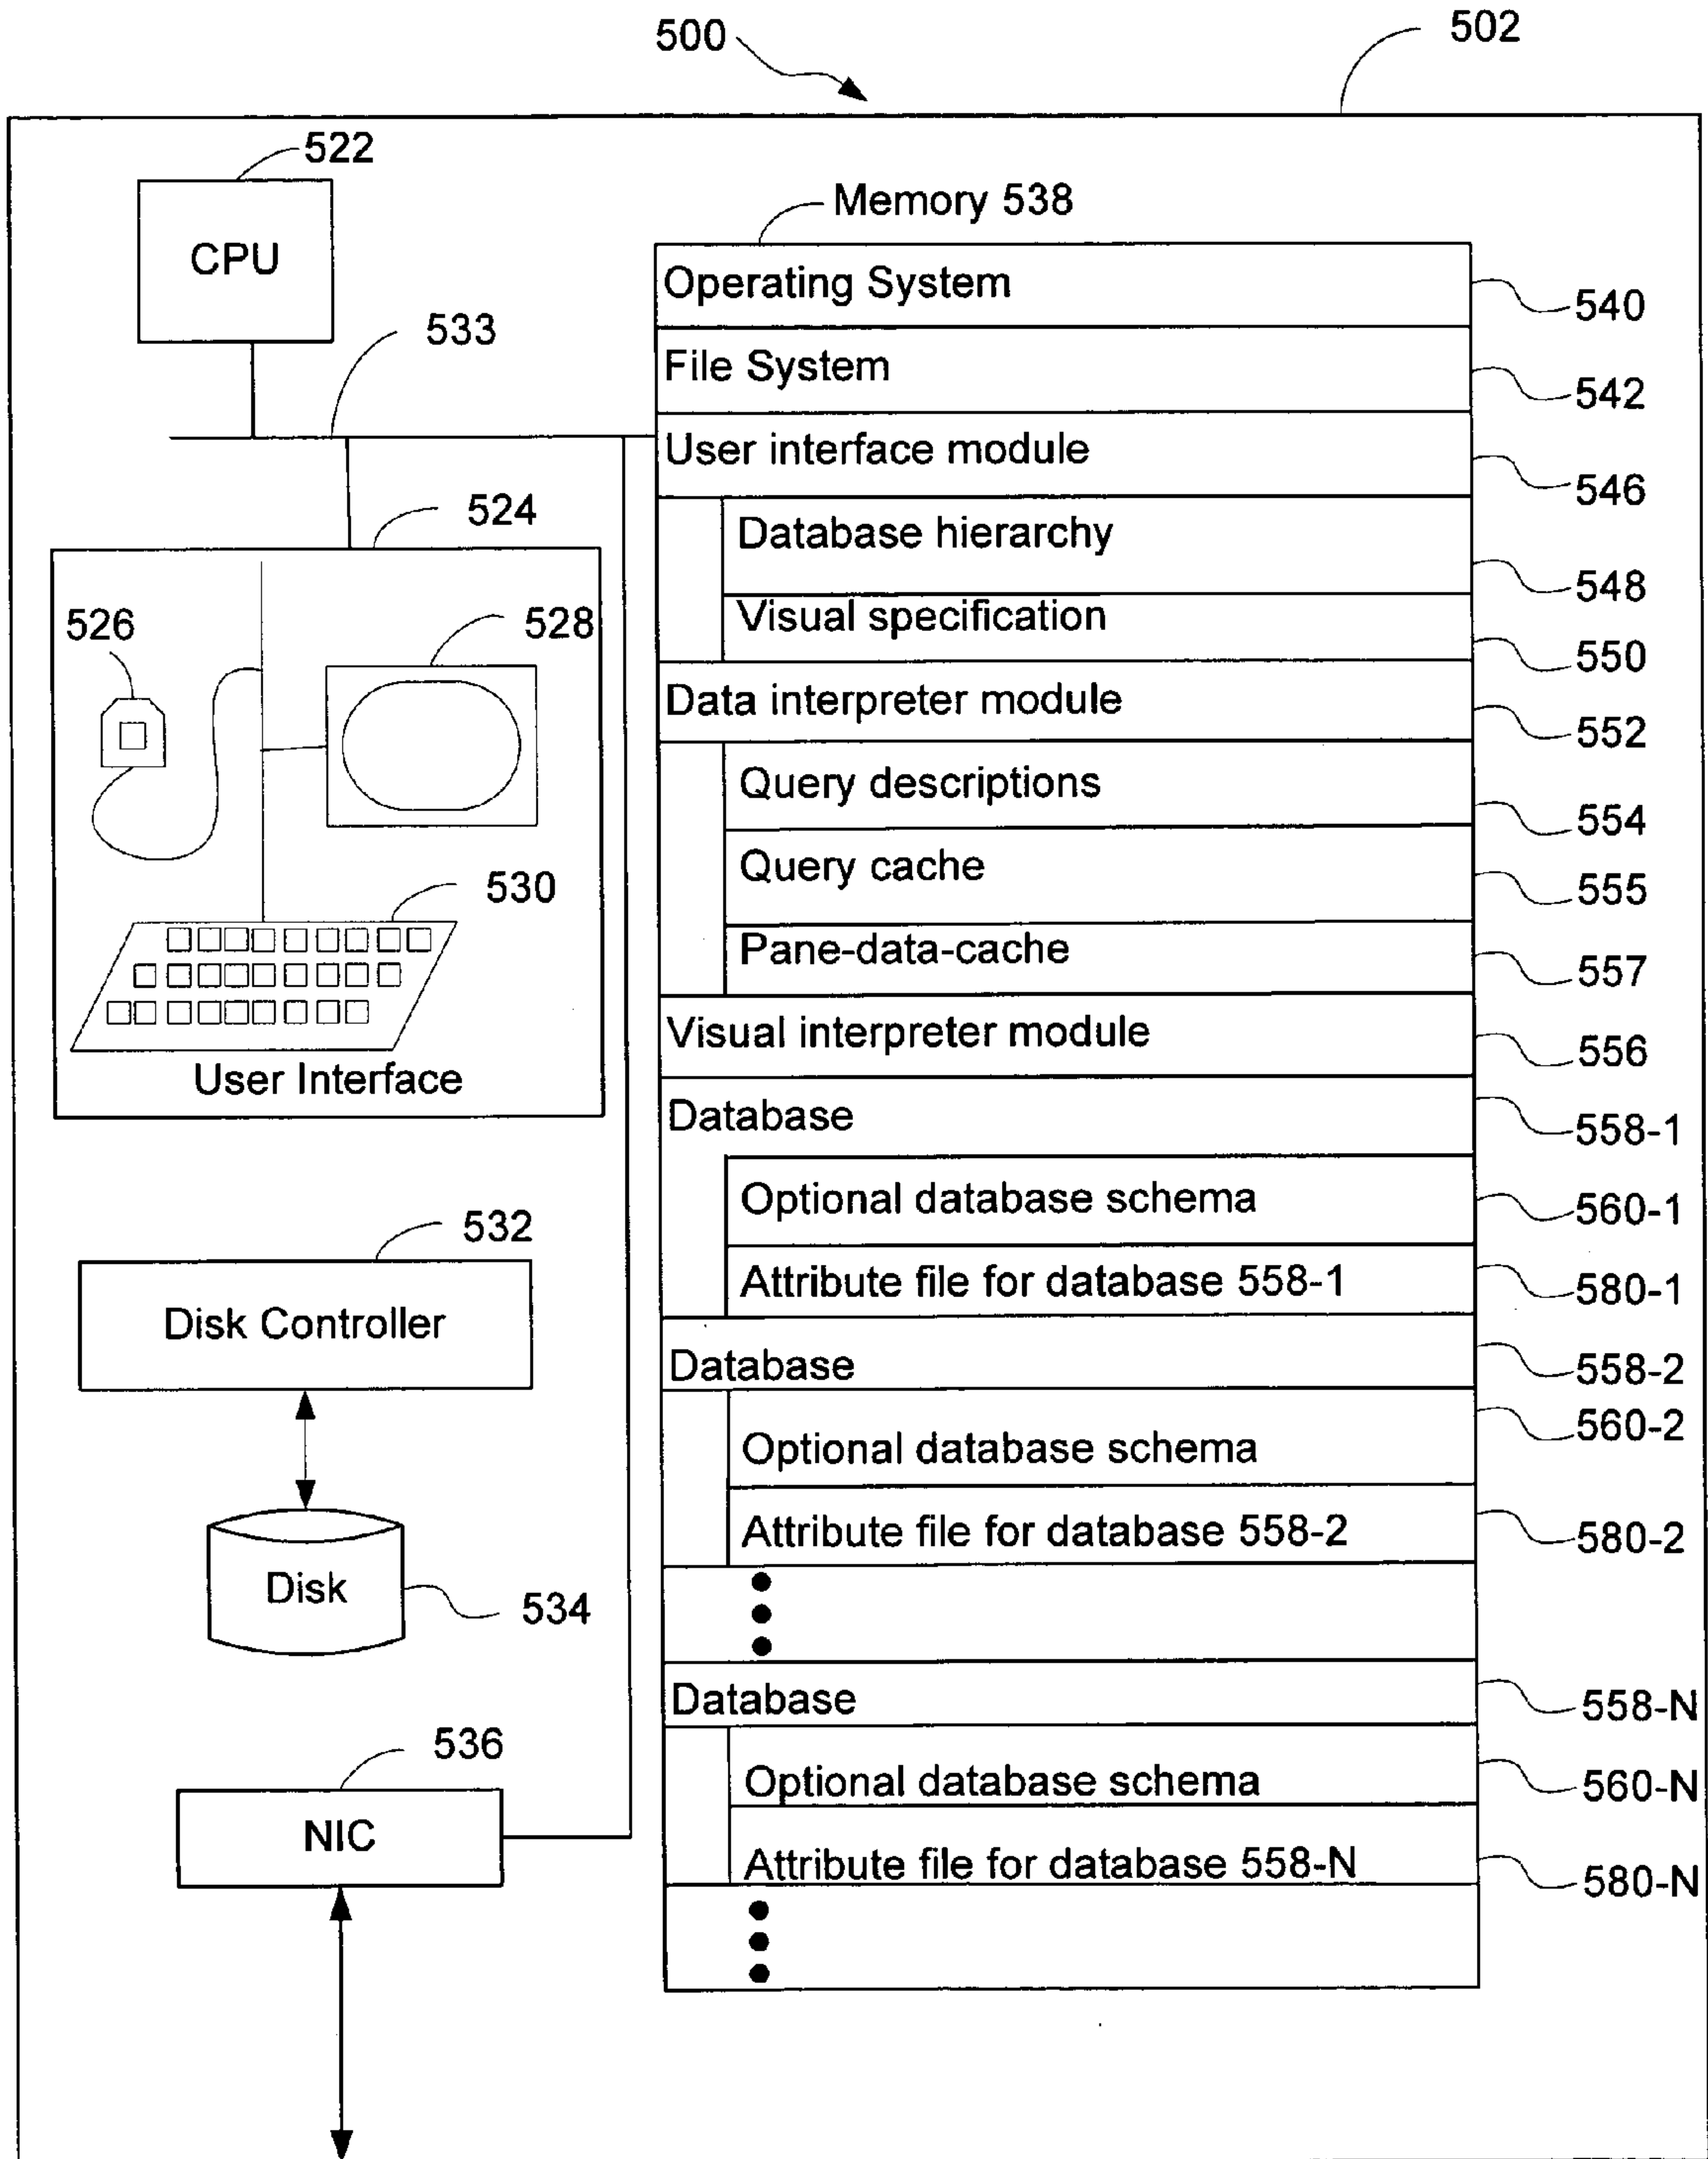 500
502
522
CPU
533
524
526
528
530
User Interface
532
Disk Controller
Disk
534
536
NIC
Memory 538
Operating System
540
File System
542
User interface module
546
Database hierarchy
548
Visual specification
550
Data interpreter module
552
Query descriptions
554
Query cache
555
Pane-data-cache
557
Visual interpreter module
556
Database
558-1
Optional database schema
560-1
Attribute file for database 558-1
580-1
Database
558-2
Optional database schema
560-2
Attribute file for database 558-2
580-2
Database
558-N
Optional database schema
560-N
Attribute file for database 558-N
580-N